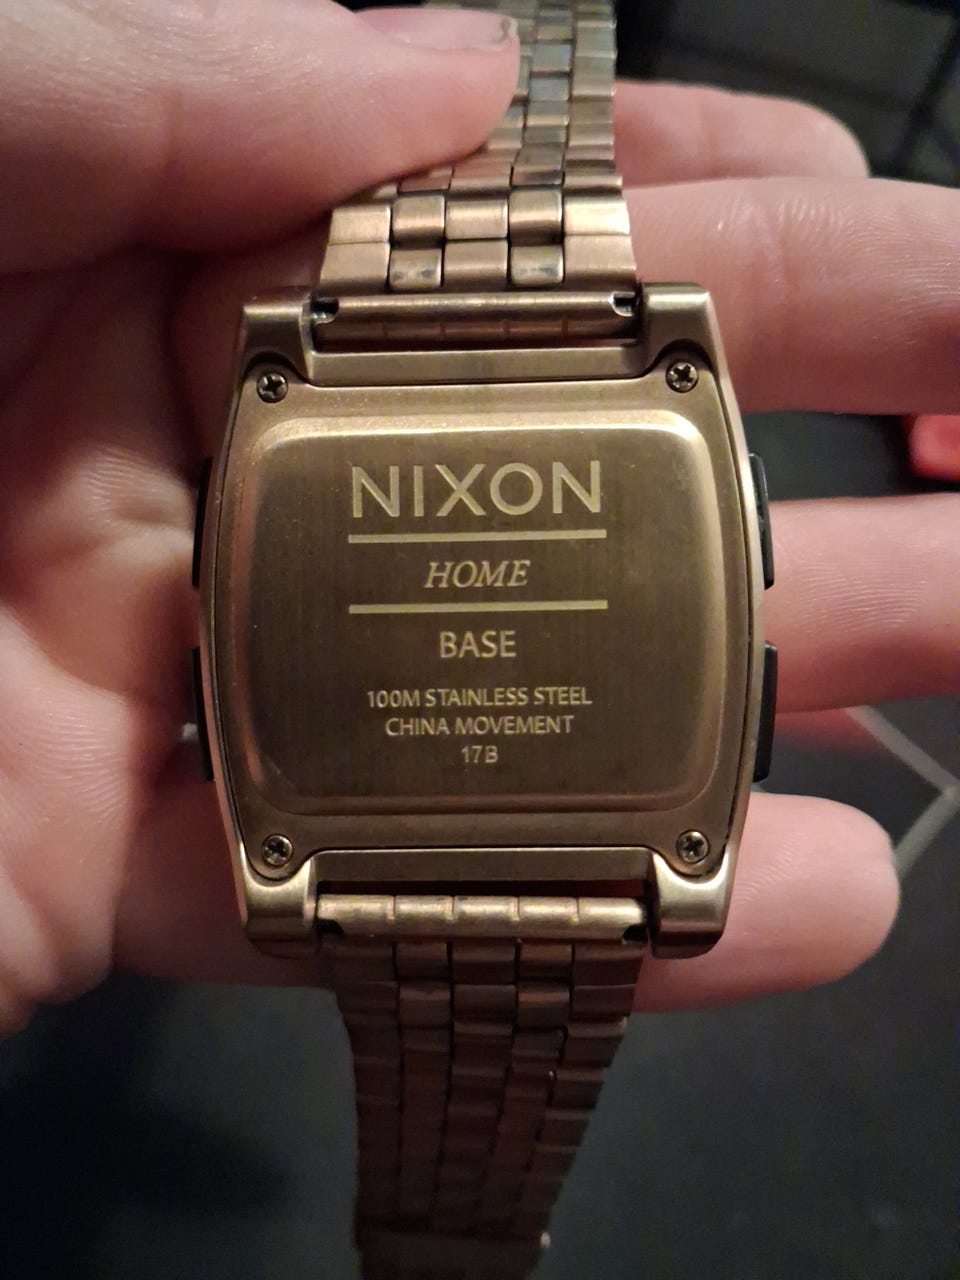 NIXON
HOME
BASE
100M STAINLESS STEEL
CHINA MOVEMENT
17B